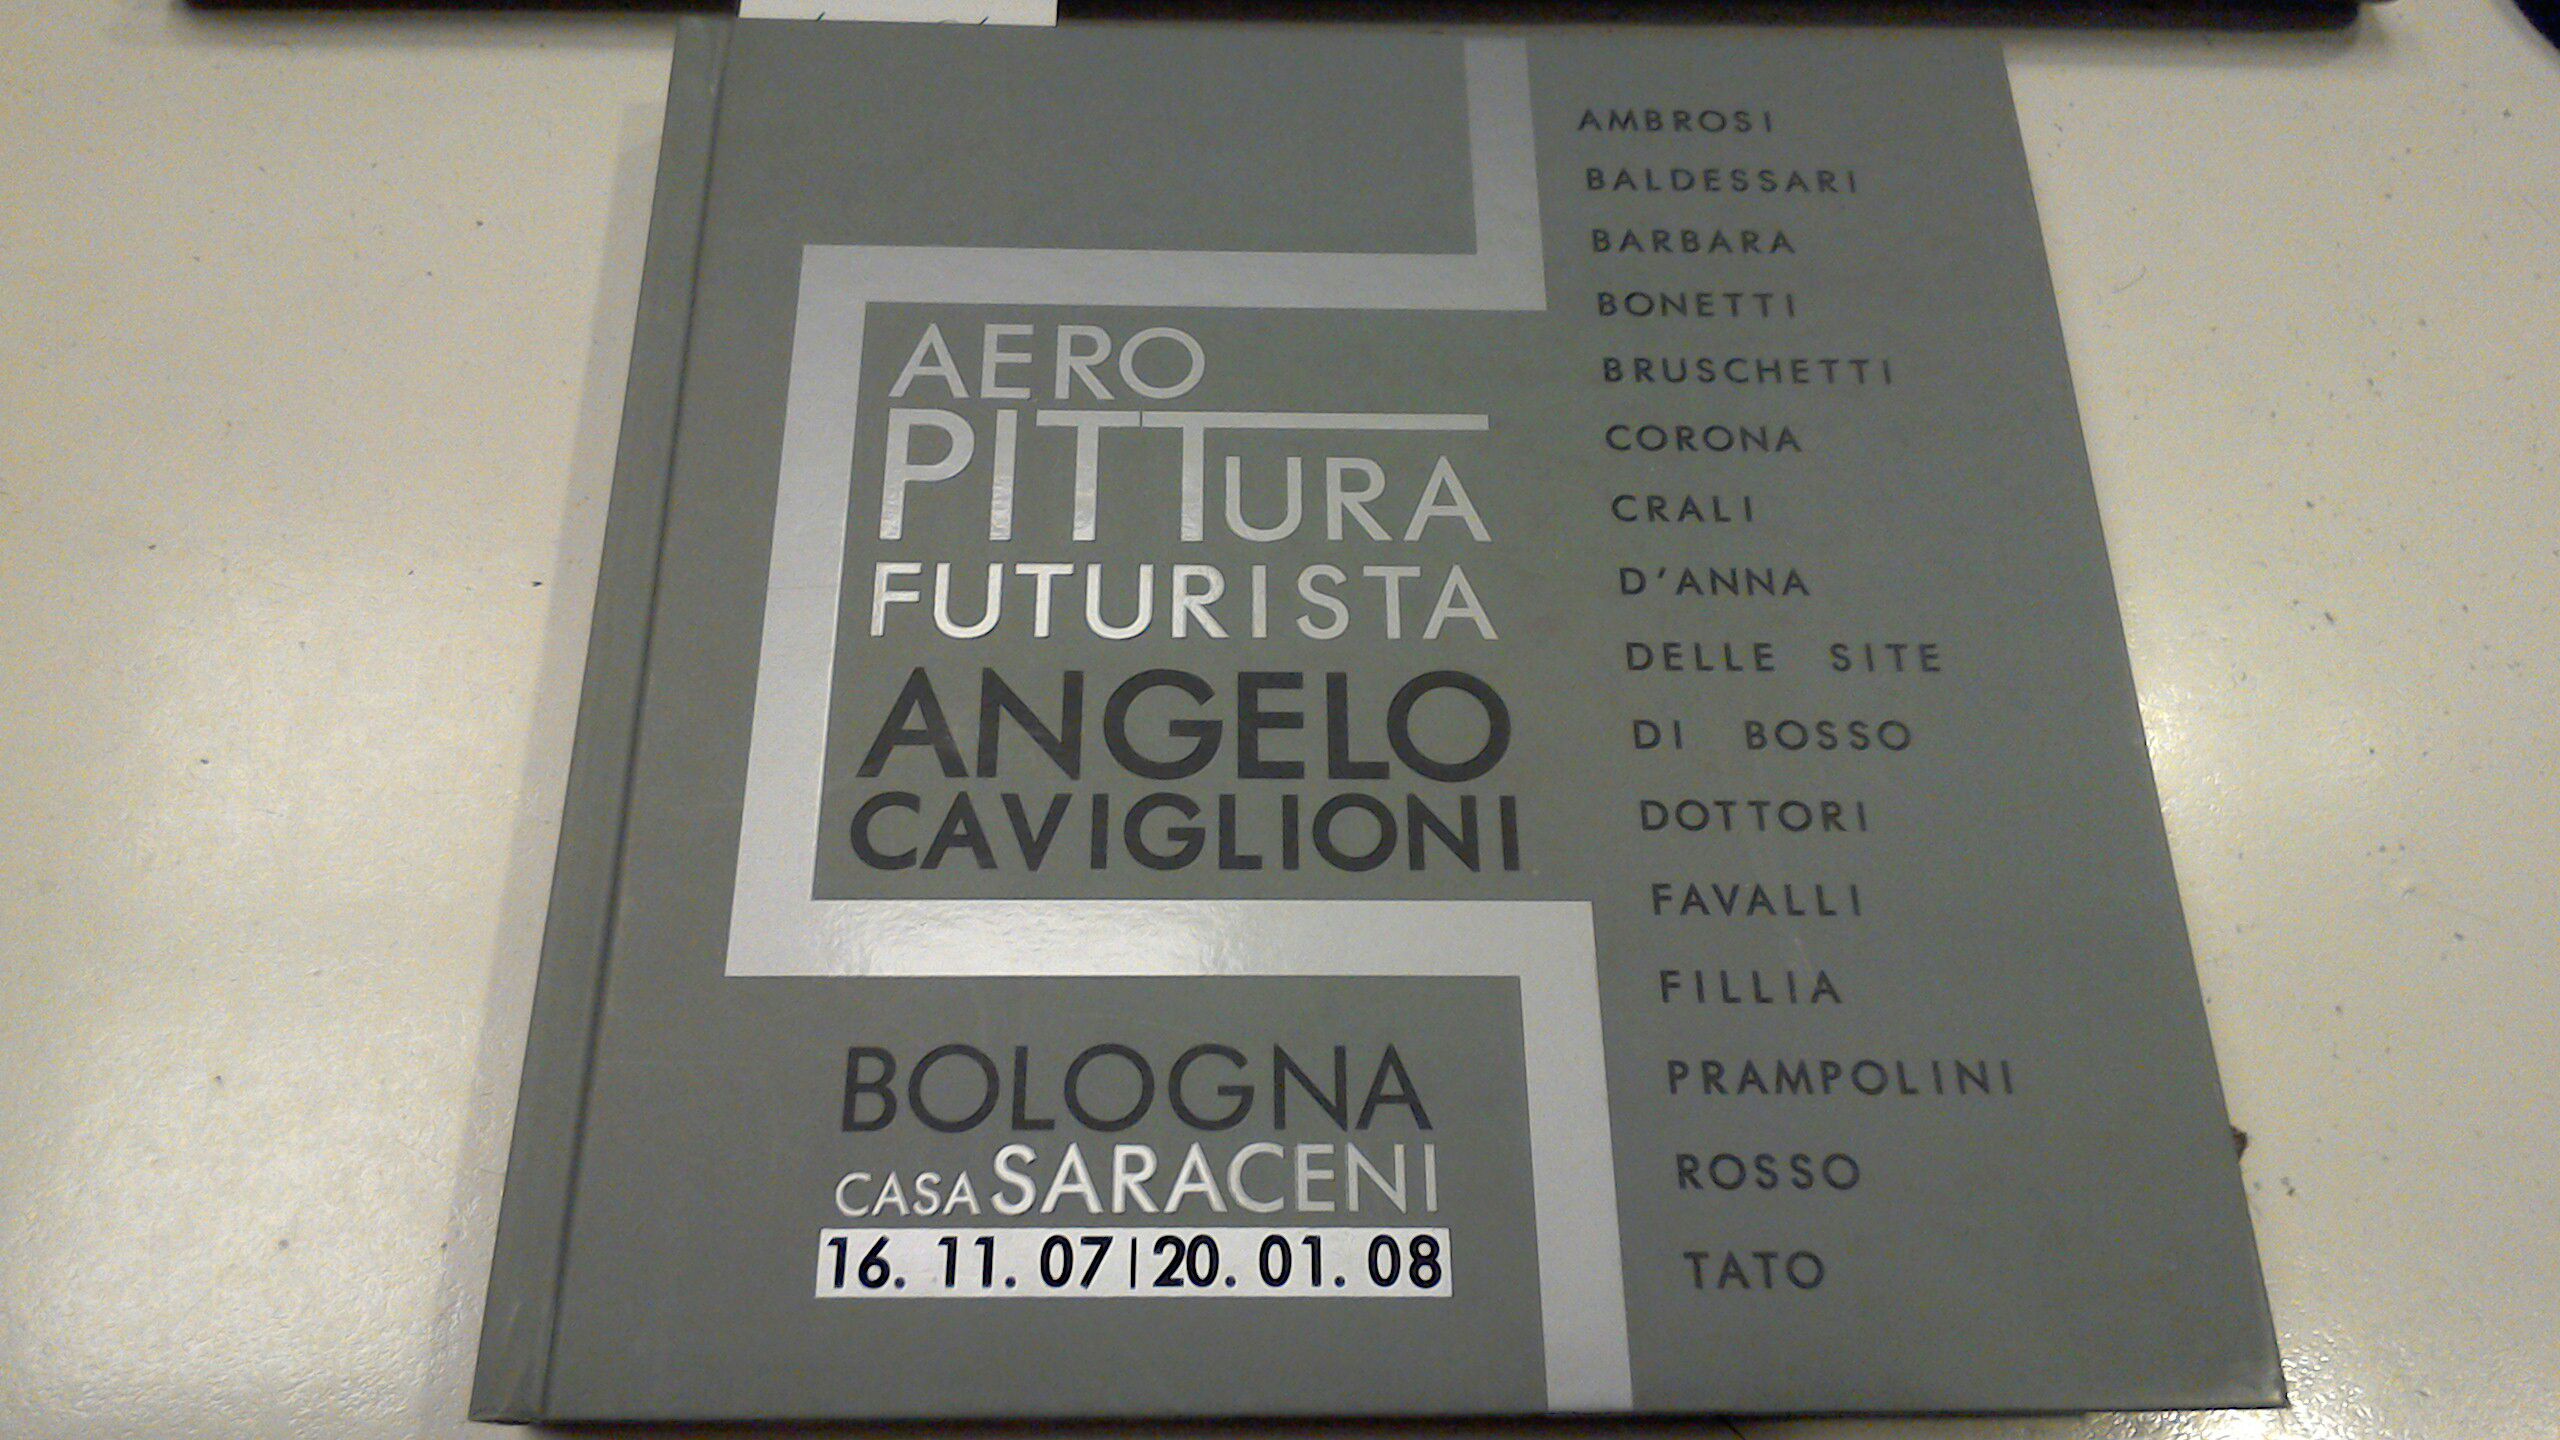 AERO
PITTURA
FUTURISTA
ANGELO
CAVIGLIONI
BOLOGNA
CASA SARACENI
16. 11. 07 | 20. 01. 08
AMBROSI
BALDESSARI
BARBARA
BONETTI
BRUSCHETTI
CORONA
CRALI
D'ANNA
DELLE SITE
DI BOSSO
DOTTORI
FAVALLI
FILLIA
PRAMPOLINI
ROSSO
TATO